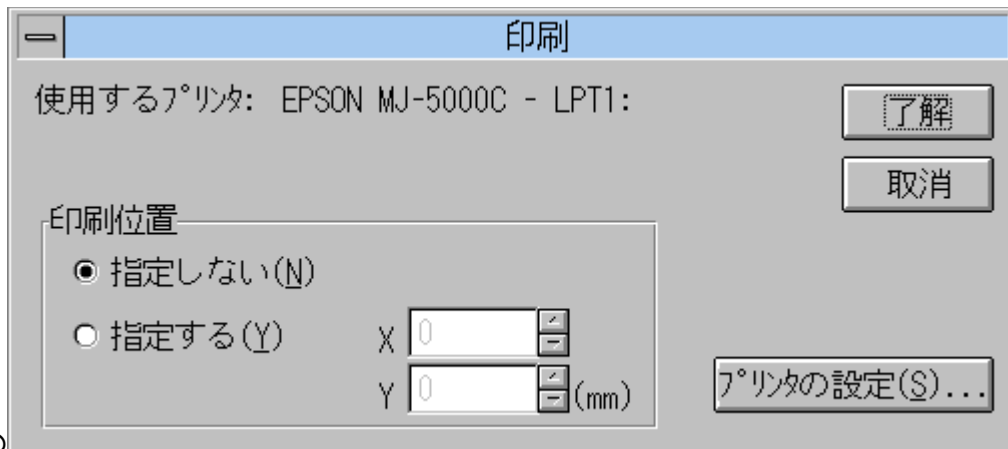 印刷
使用するﾌﾟﾘﾝﾀ: EPSON MJ-5000C - LPT1:
了解
取消
印刷位置
指定しない(N)
指定する(Y)
X 0
Y 0 (mm)
ﾌﾟﾘﾝﾀの設定(S)...